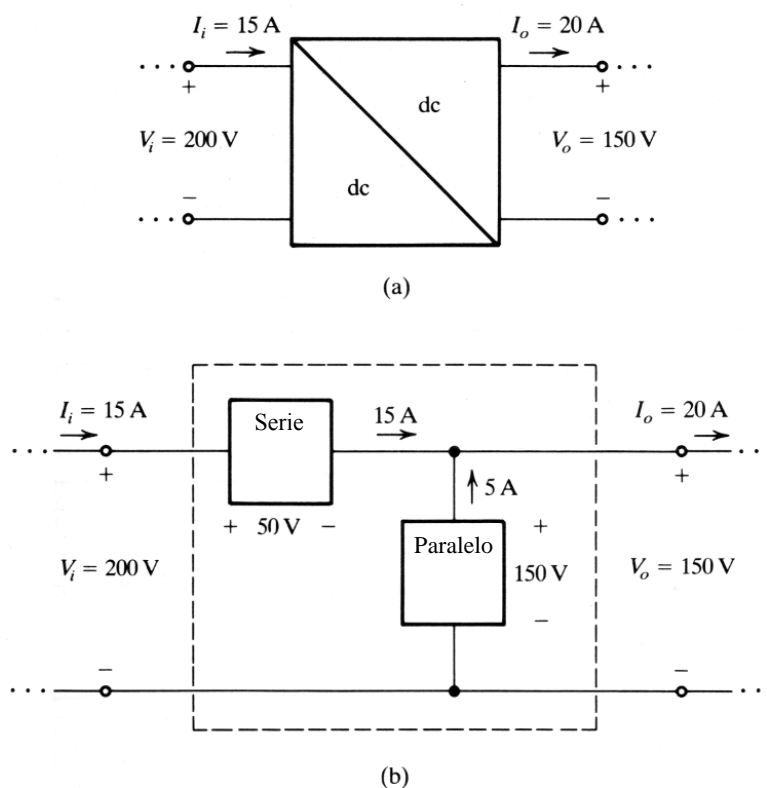 I_i = 15 A
I_o = 20 A
+
+
dc
V_i = 200 V
V_o = 150 V
dc
−
−
(a)
I_i = 15 A
Serie
15 A
I_o = 20 A
+
+
5 A
+ 50 V −
Paralelo
+
V_i = 200 V
150 V
V_o = 150 V
−
−
−
(b)